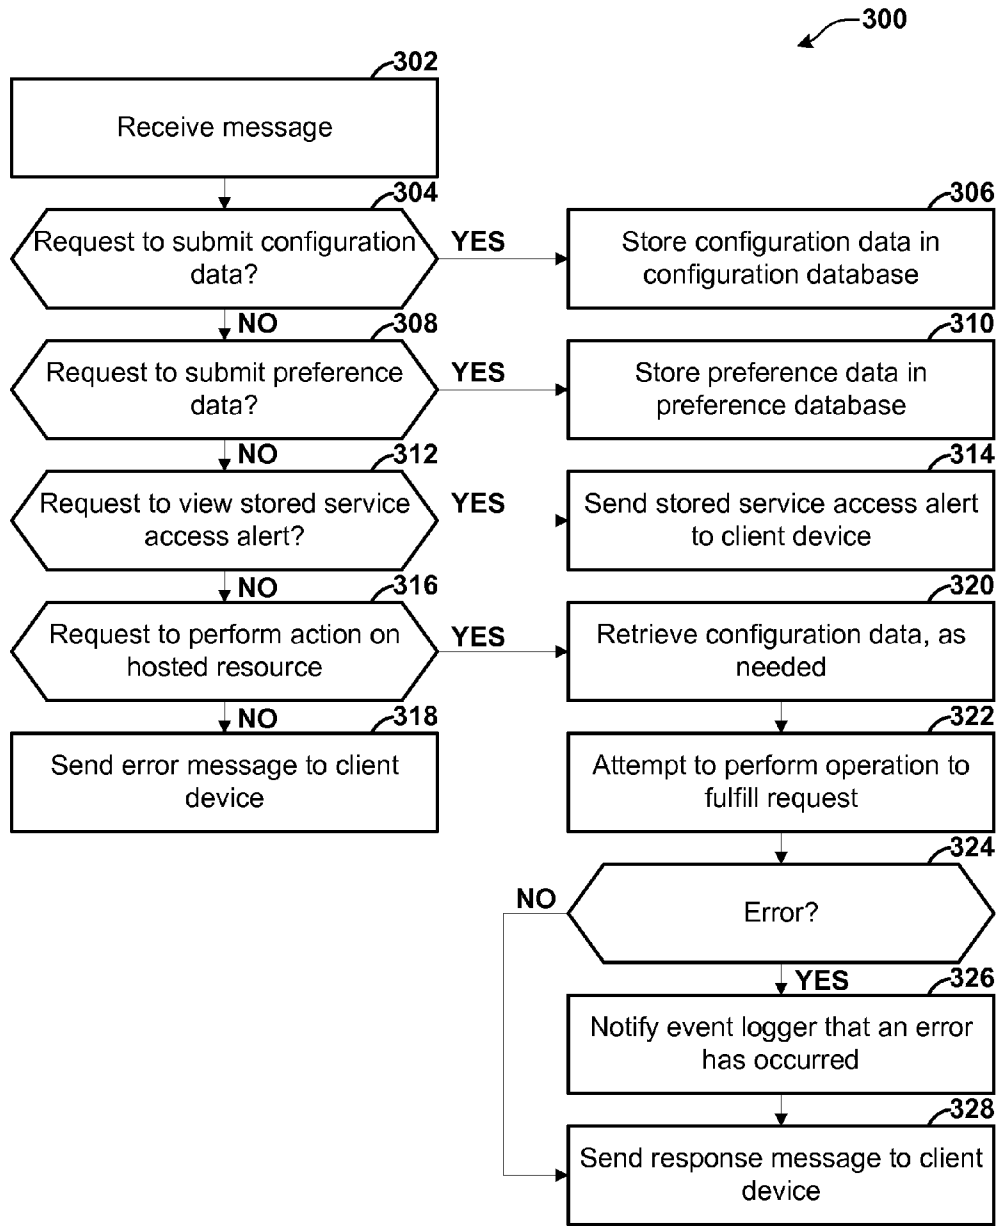 300
302
Receive message
304
Request to submit configuration
data?
YES
306
Store configuration data in
configuration database
NO
308
Request to submit preference
data?
YES
310
Store preference data in
preference database
NO
312
Request to view stored service
access alert?
YES
314
Send stored service access alert
to client device
NO
316
Request to perform action on
hosted resource
YES
320
Retrieve configuration data, as
needed
NO
318
Send error message to client
device
322
Attempt to perform operation to
fulfill request
324
Error?
NO
YES
326
Notify event logger that an error
has occurred
328
Send response message to client
device